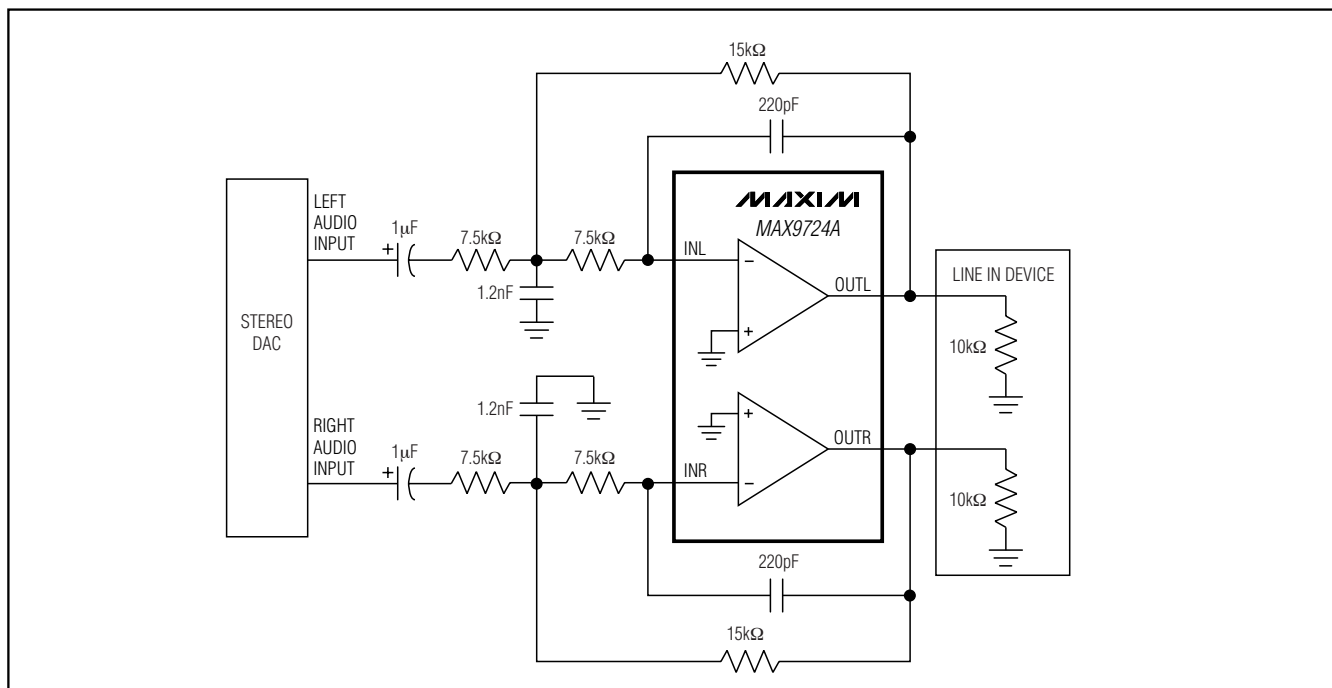 15kΩ
220pF
MAXIM
MAX9724A
LEFT
AUDIO
INPUT
1μF
+
7.5kΩ
7.5kΩ
INL
−
+
OUTL
1.2nF
LINE IN DEVICE
10kΩ
STEREO
DAC
1.2nF
RIGHT
AUDIO
INPUT
1μF
+
7.5kΩ
7.5kΩ
INR
+
−
OUTR
10kΩ
220pF
15kΩ